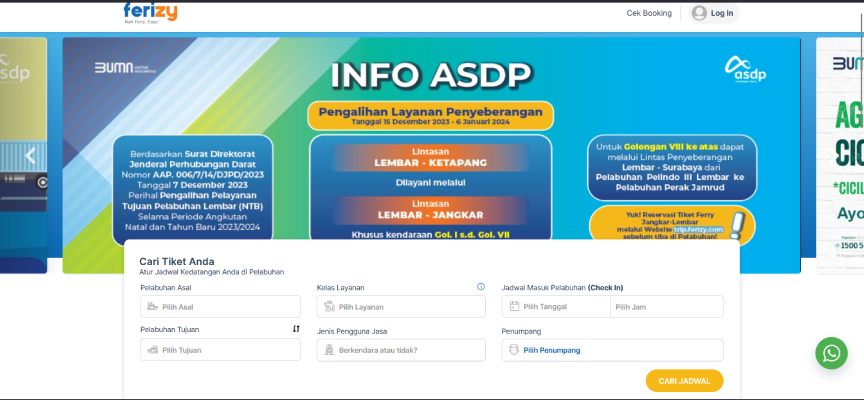 ferizy
Naik Ferry, Easy!
Cek Booking
Log In
asdp
BUMN UNTUK INDONESIA
INFO ASDP
asdp
Pengalihan Layanan Penyeberangan
Tanggal 15 Desember 2023 - 6 Januari 2024
Berdasarkan Surat Direktorat
Jenderal Perhubungan Darat
Nomor AAP. 006/7/14/DJPD/2023
Tanggal 7 Desember 2023
Perihal Pengalihan Pelayanan
Tujuan Pelabuhan Lembar (NTB)
Selama Periode Angkutan
Natal dan Tahun Baru 2023/2024
Lintasan
LEMBAR - KETAPANG
Dilayani melalui
Lintasan
LEMBAR - JANGKAR
Khusus kendaraan Gol. I s.d. Gol. VII
Untuk Golongan VIII ke atas dapat
melalui Lintas Penyeberangan
Lembar - Surabaya dari
Pelabuhan Pelindo III Lembar ke
Pelabuhan Perak Jamrud
Yuk! Reservasi Tiket Ferry
Jangkar-Lembar
melalui Website trip.ferizy.com
sebelum tiba di Pelabuhan!
BUM
AG
CIC
*CICIL
Ayo
1500 5
Cari Tiket Anda
Atur Jadwal Kedatangan Anda di Pelabuhan
Pelabuhan Asal
Pilih Asal
Kelas Layanan
Pilih Layanan
Jadwal Masuk Pelabuhan (Check In)
Pilih Tanggal
Pilih Jam
Pelabuhan Tujuan
Pilih Tujuan
Jenis Pengguna Jasa
Berkendara atau tidak?
Penumpang
Pilih Penumpang
CARI JADWAL